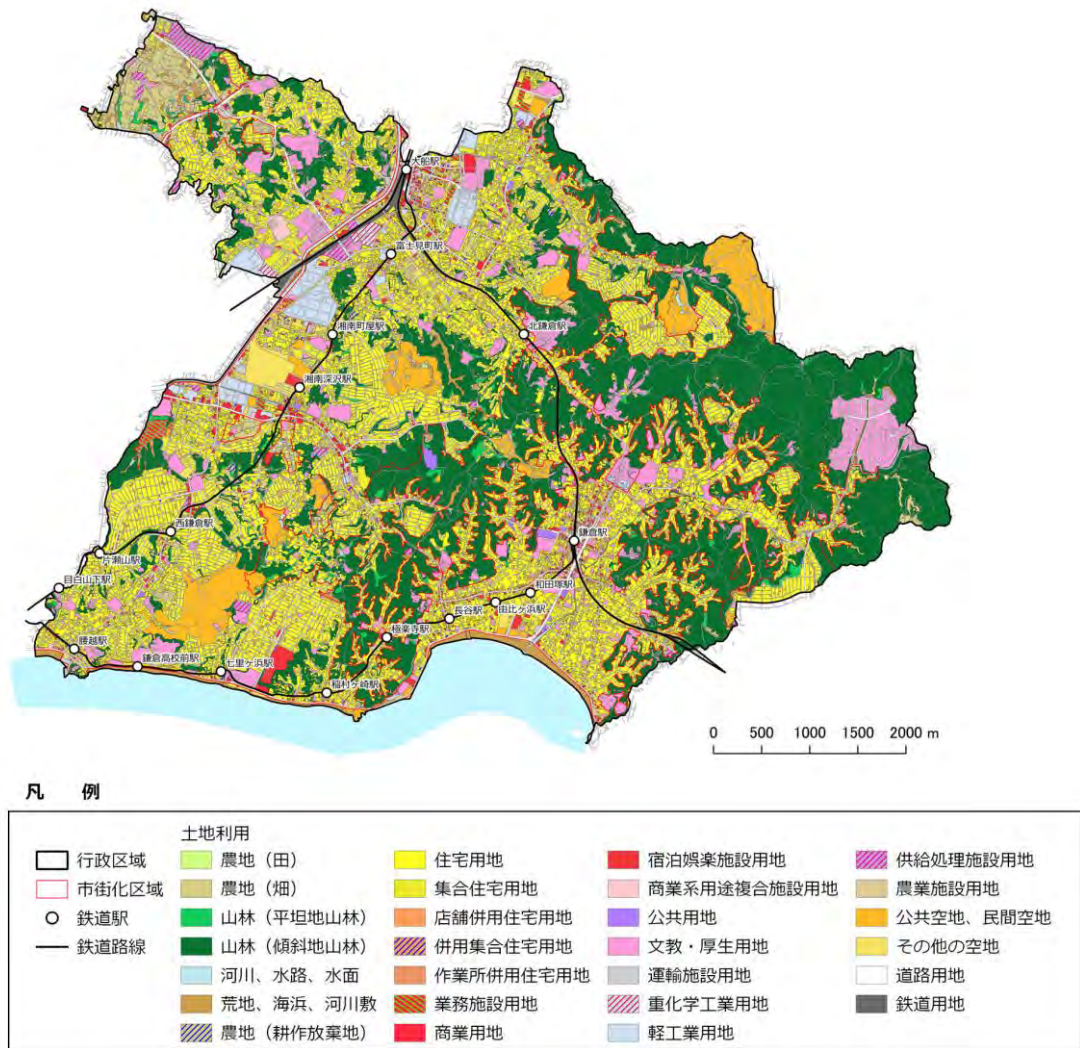 大船駅
富士見町駅
湘南町屋駅
北鎌倉駅
湘南深沢駅
西鎌倉駅
鎌倉駅
片瀬山駅
目白山下駅
和田塚駅
由比ヶ浜駅
長谷駅
極楽寺駅
腰越駅
鎌倉高校前駅
七里ヶ浜駅
稲村ヶ崎駅
0 500 1000 1500 2000 m
凡 例
土地利用
行政区域
市街化区域
鉄道駅
鉄道路線
農地（田）
農地（畑）
山林（平坦地山林）
山林（傾斜地山林）
河川、水路、水面
荒地、海浜、河川敷
農地（耕作放棄地）
住宅用地
集合住宅用地
店舗併用住宅用地
併用集合住宅用地
作業所併用住宅用地
業務施設用地
商業用地
宿泊娯楽施設用地
商業系用途複合施設用地
公共用地
文教・厚生用地
運輸施設用地
重化学工業用地
軽工業用地
供給処理施設用地
農業施設用地
公共空地、民間空地
その他の空地
道路用地
鉄道用地